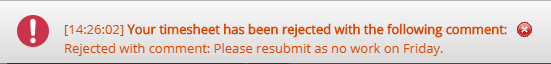 [14:26:02] Your timesheet has been rejected with the following comment:
Rejected with comment: Please resubmit as no work on Friday.